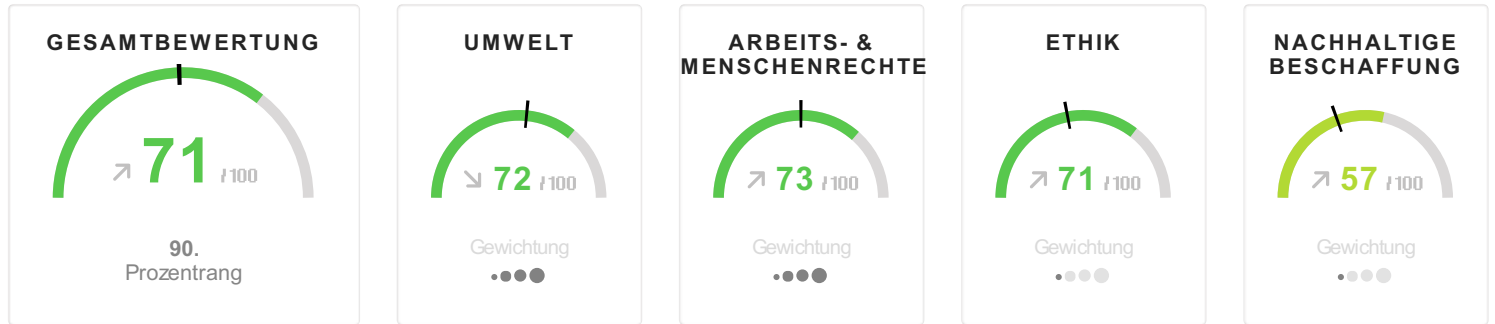 GESAMTBEWERTUNG
71 /100
90.
Prozentrang
UMWELT
72 /100
Gewichtung
ARBEITS- &
MENSCHENRECHTE
73 /100
Gewichtung
ETHIK
71 /100
Gewichtung
NACHHALTIGE
BESCHAFFUNG
57 /100
Gewichtung